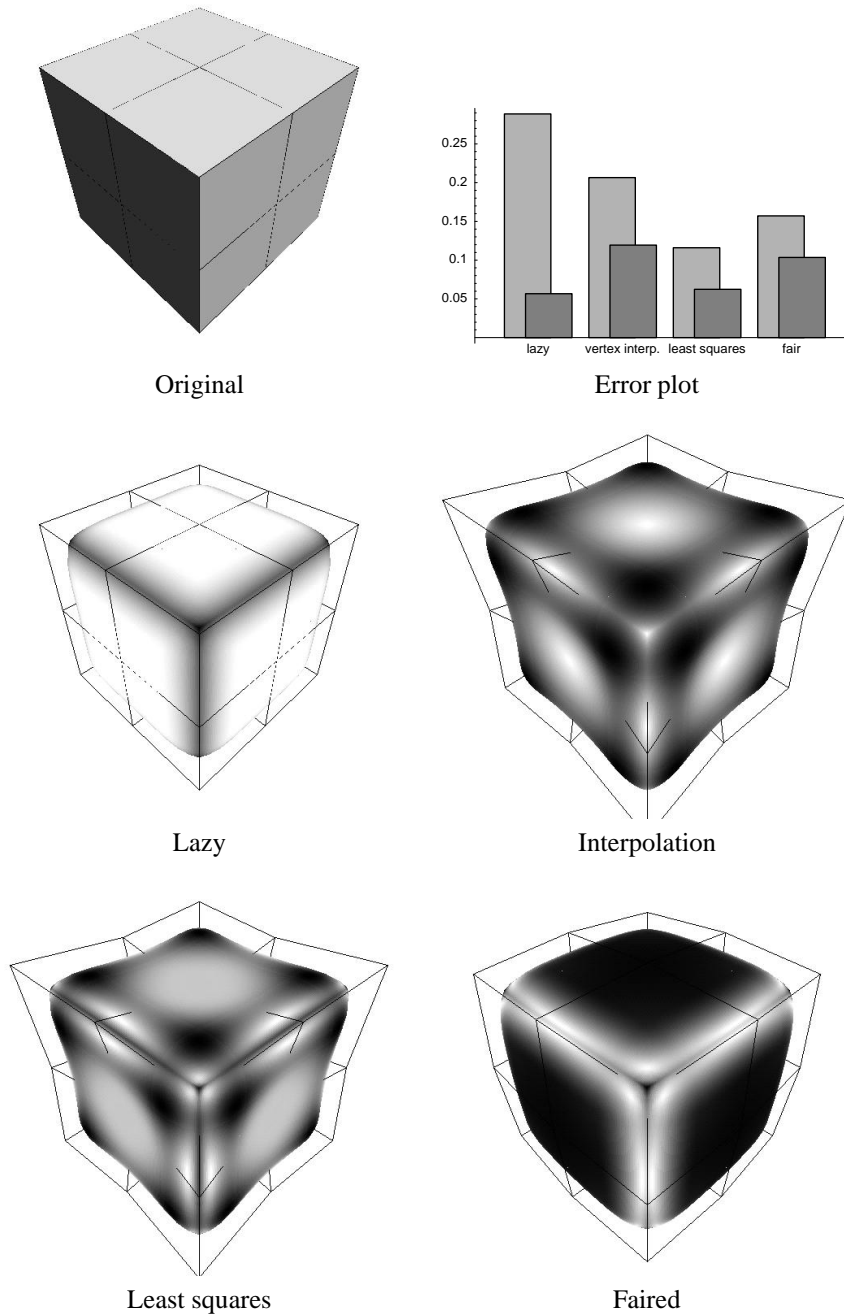 0.25
0.2
0.15
0.1
0.05
lazy vertex interp. least squares fair
Original Error plot
Lazy Interpolation
Least squares Faired